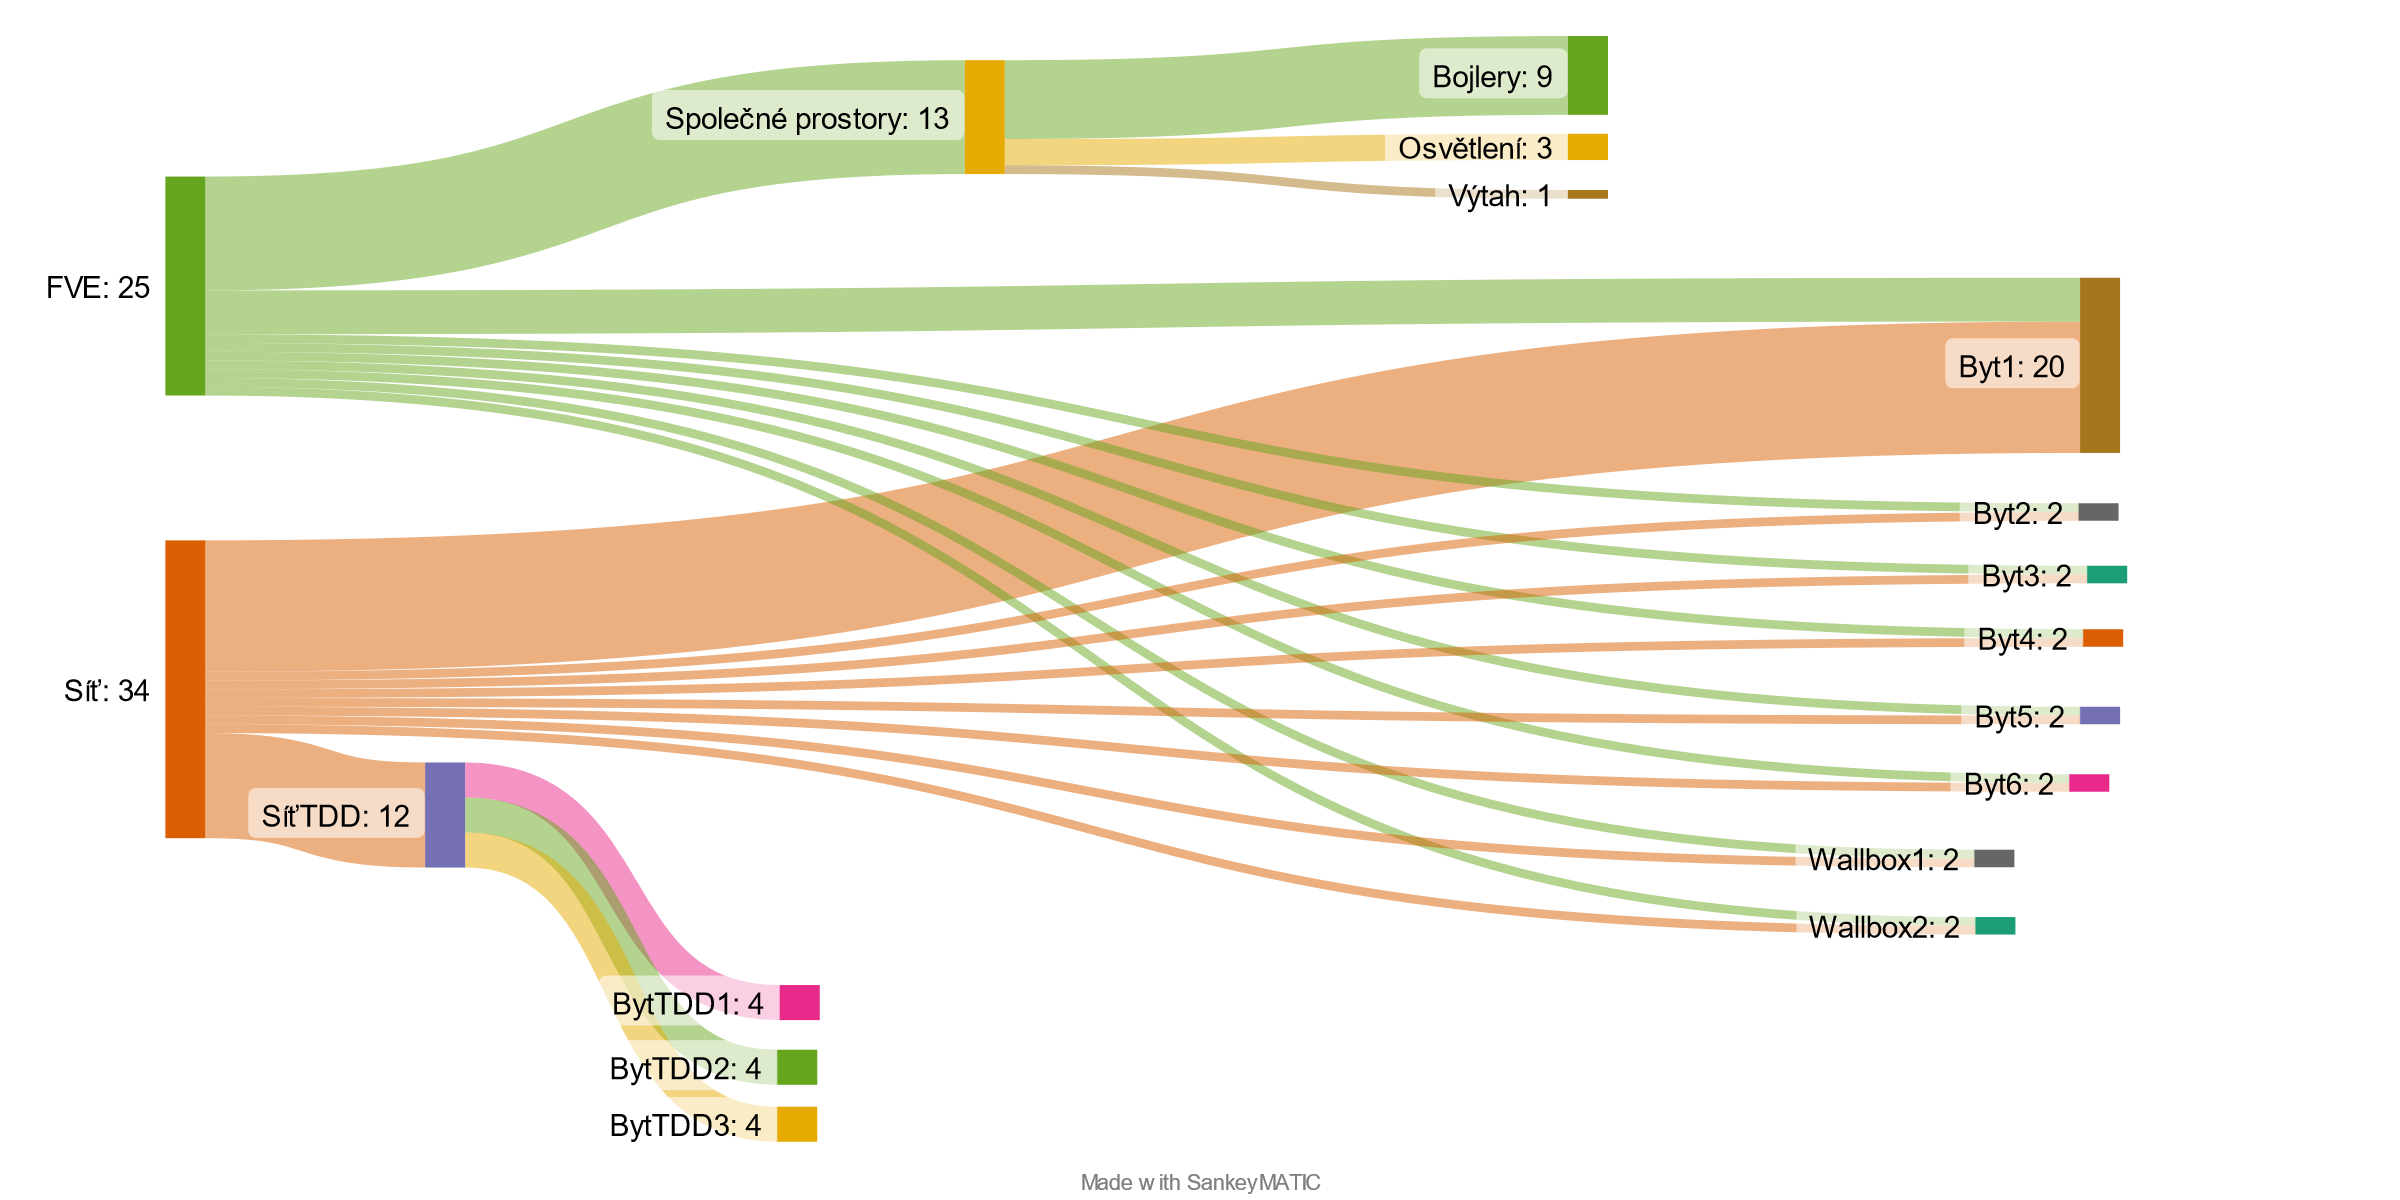 Bojlery: 9
Společné prostory: 13
Osvětlení: 3
Výtah: 1
FVE: 25
Byt1: 20
Byt2: 2
Byt3: 2
Byt4: 2
Síť: 34
Byt5: 2
Byt6: 2
SíťTDD: 12
Wallbox1: 2
Wallbox2: 2
BytTDD1: 4
BytTDD2: 4
BytTDD3: 4
Made with SankeyMATIC